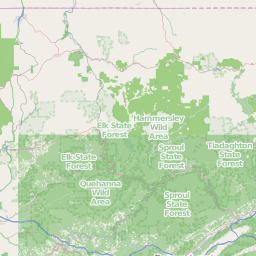 Hammersley
Wild
Area
Elk State
Forest
Sproul
State
Forest
Tiadaghton
State
Forest
Elk State
Forest
Quehanna
Wild
Area
Sproul
State
Forest